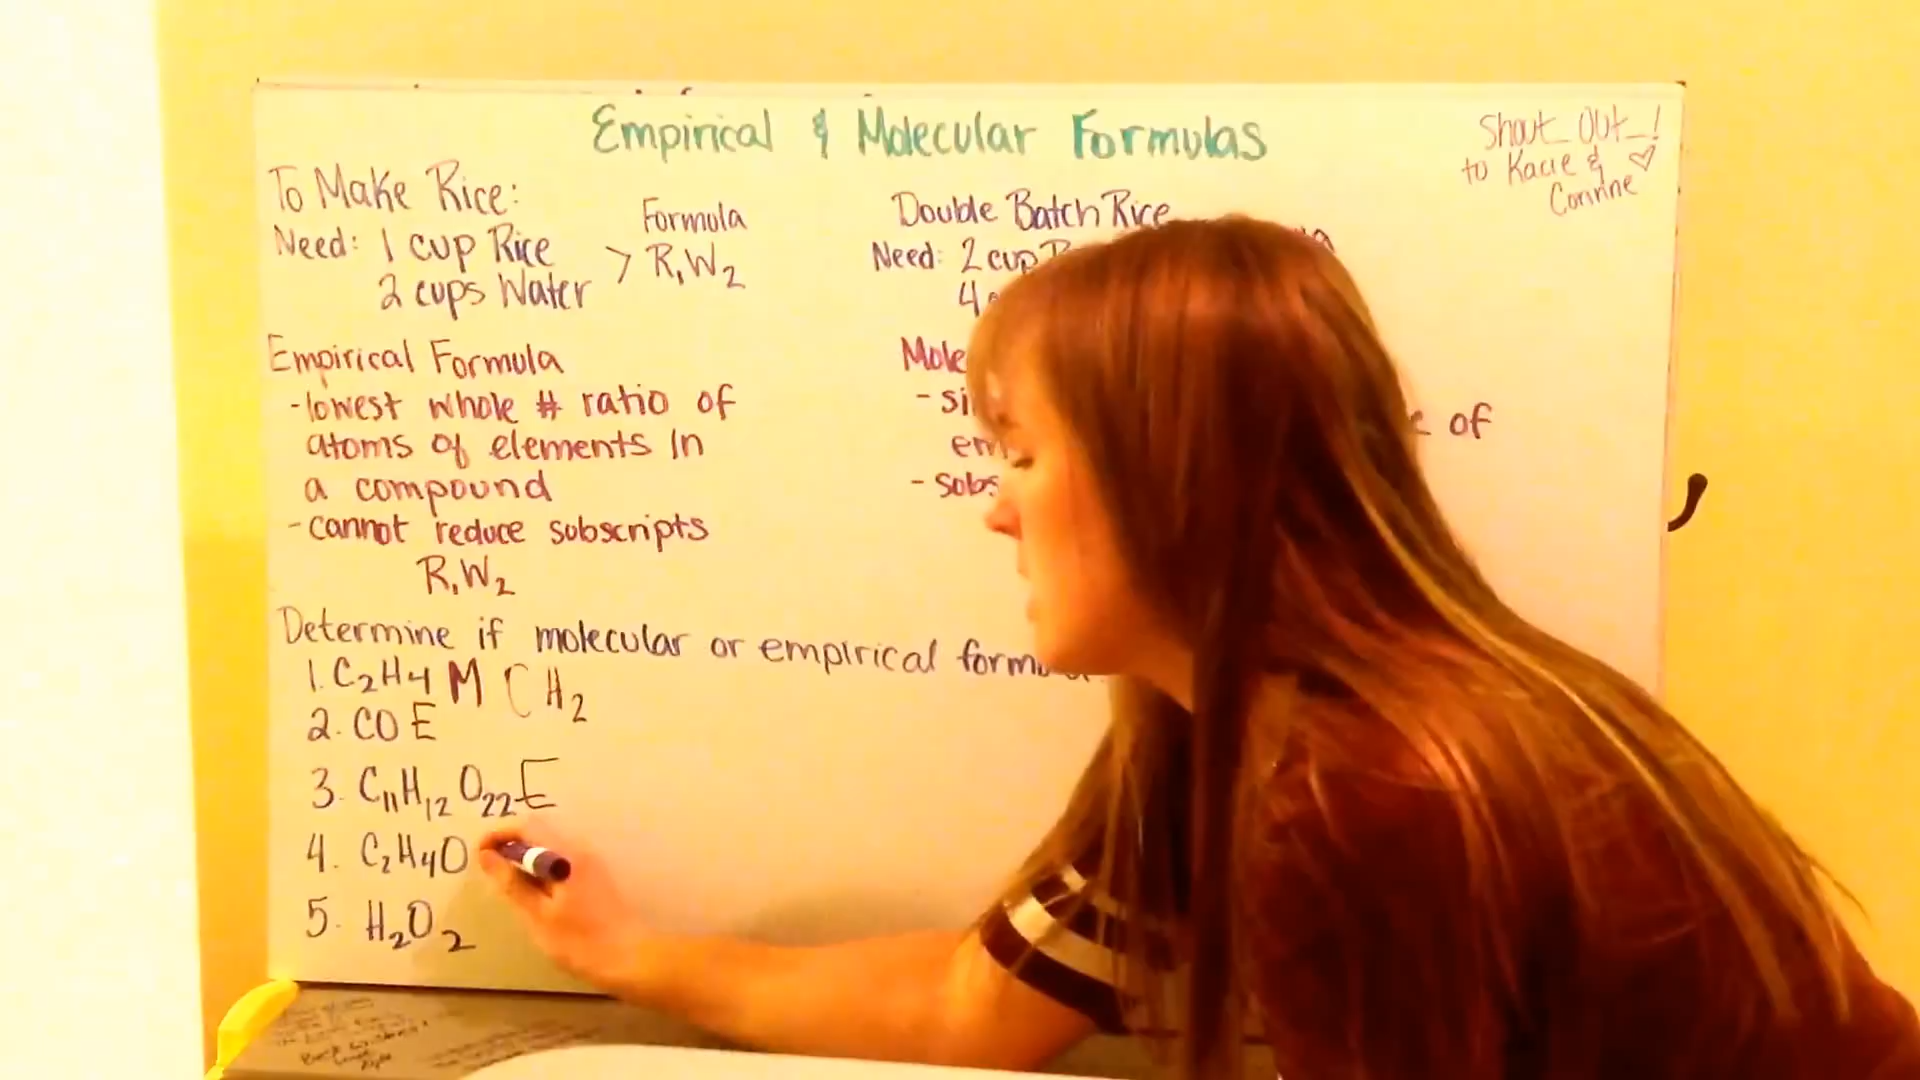 Empirical & Molecular Formulas
Shout Out!
to Kacie &
Corinne
To Make Rice:
Need: 1 cup Rice
2 cups Water
Formula
> R₁W₂
Double Batch Rice
Need: 2 cup
4
Empirical Formula
- lowest whole # ratio of
atoms of elements in
a compound
- cannot reduce subscripts
R₁W₂
of
Determine if molecular or empirical
1. C₂H₄ M CH₂
2. CO E
3. C₁₁H₁₂O₂₂ E
4. C₂H₄O
5. H₂O₂